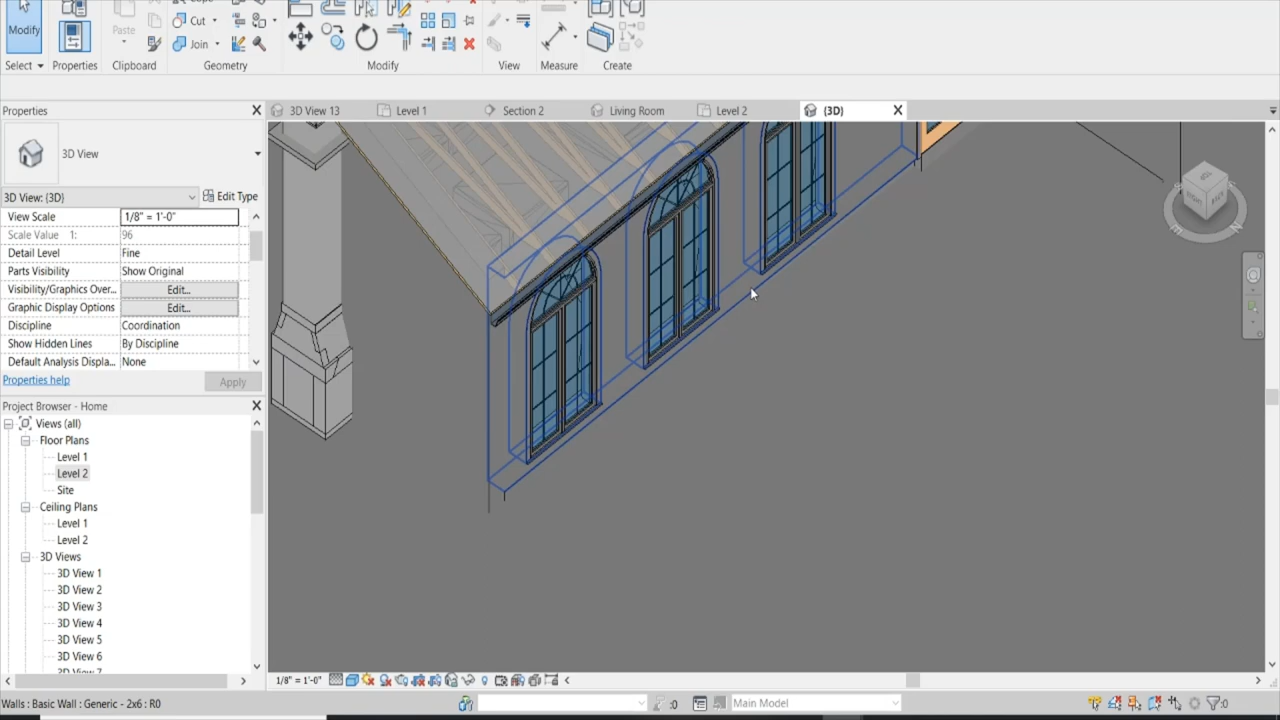 Cut
Modify
Paste
Join
Select
Properties
Clipboard
Geometry
Modify
View
Measure
Create
Properties
3D View 13
Level 1
Section 2
Living Room
Level 2
{3D}
3D View
3D View: {3D}
Edit Type
View Scale 1/8" = 1'-0"
Scale Value 1: 96
Detail Level Fine
Parts Visibility Show Original
Visibility/Graphics Over... Edit...
Graphic Display Options Edit...
Discipline Coordination
Show Hidden Lines By Discipline
Default Analysis Displa... None
Properties help
Apply
Project Browser - Home
Views (all)
Floor Plans
Level 1
Level 2
Site
Ceiling Plans
Level 1
Level 2
3D Views
3D View 1
3D View 2
3D View 3
3D View 4
3D View 5
3D View 6
1/8" = 1'-0"
Walls : Basic Wall : Generic - 2x6 : R0
:0
Main Model
:0